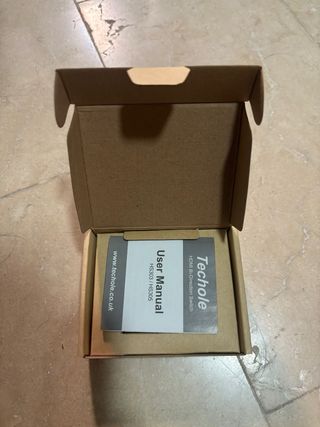 Techole
HDMI Bi-Direction Switch
User Manual
HS303 / HS305
www.techole.co.uk